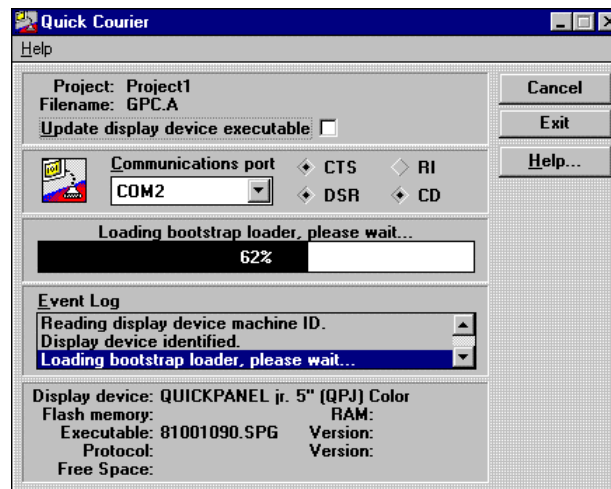 Quick Courier
Help
Project: Project1
Filename: GPC.A
Update display device executable
Cancel
Exit
Help...
Communications port
COM2
CTS RI
DSR CD
Loading bootstrap loader, please wait...
62%
Event Log
Reading display device machine ID.
Display device identified.
Loading bootstrap loader, please wait...
Display device: QUICKPANEL jr. 5" (QPJ) Color
Flash memory: RAM:
Executable: 81001090.SPG Version:
Protocol: Version:
Free Space: